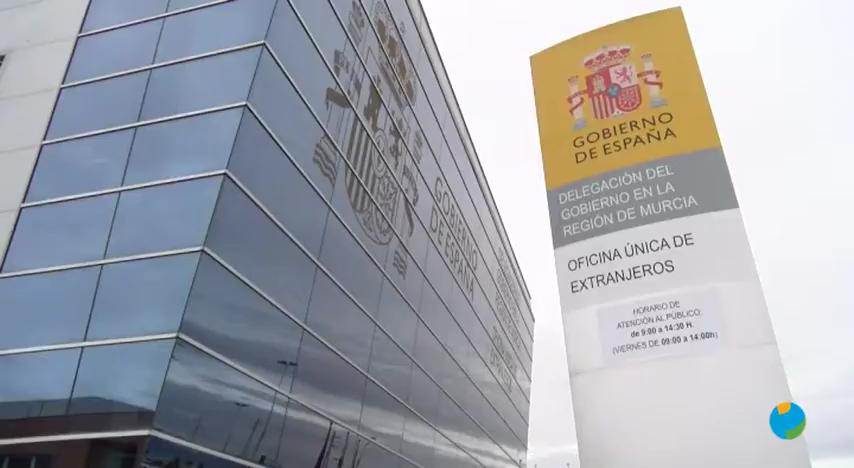 GOBIERNO
DE ESPAÑA
GOBIERNO
DE ESPAÑA
DELEGACIÓN DEL
GOBIERNO EN LA
REGIÓN DE MURCIA
OFICINA ÚNICA DE
EXTRANJEROS
HORARIO DE
ATENCIÓN AL PÚBLICO:
de 9:00 a 14:30 H.
(VIERNES DE 09:00 a 14:00h)